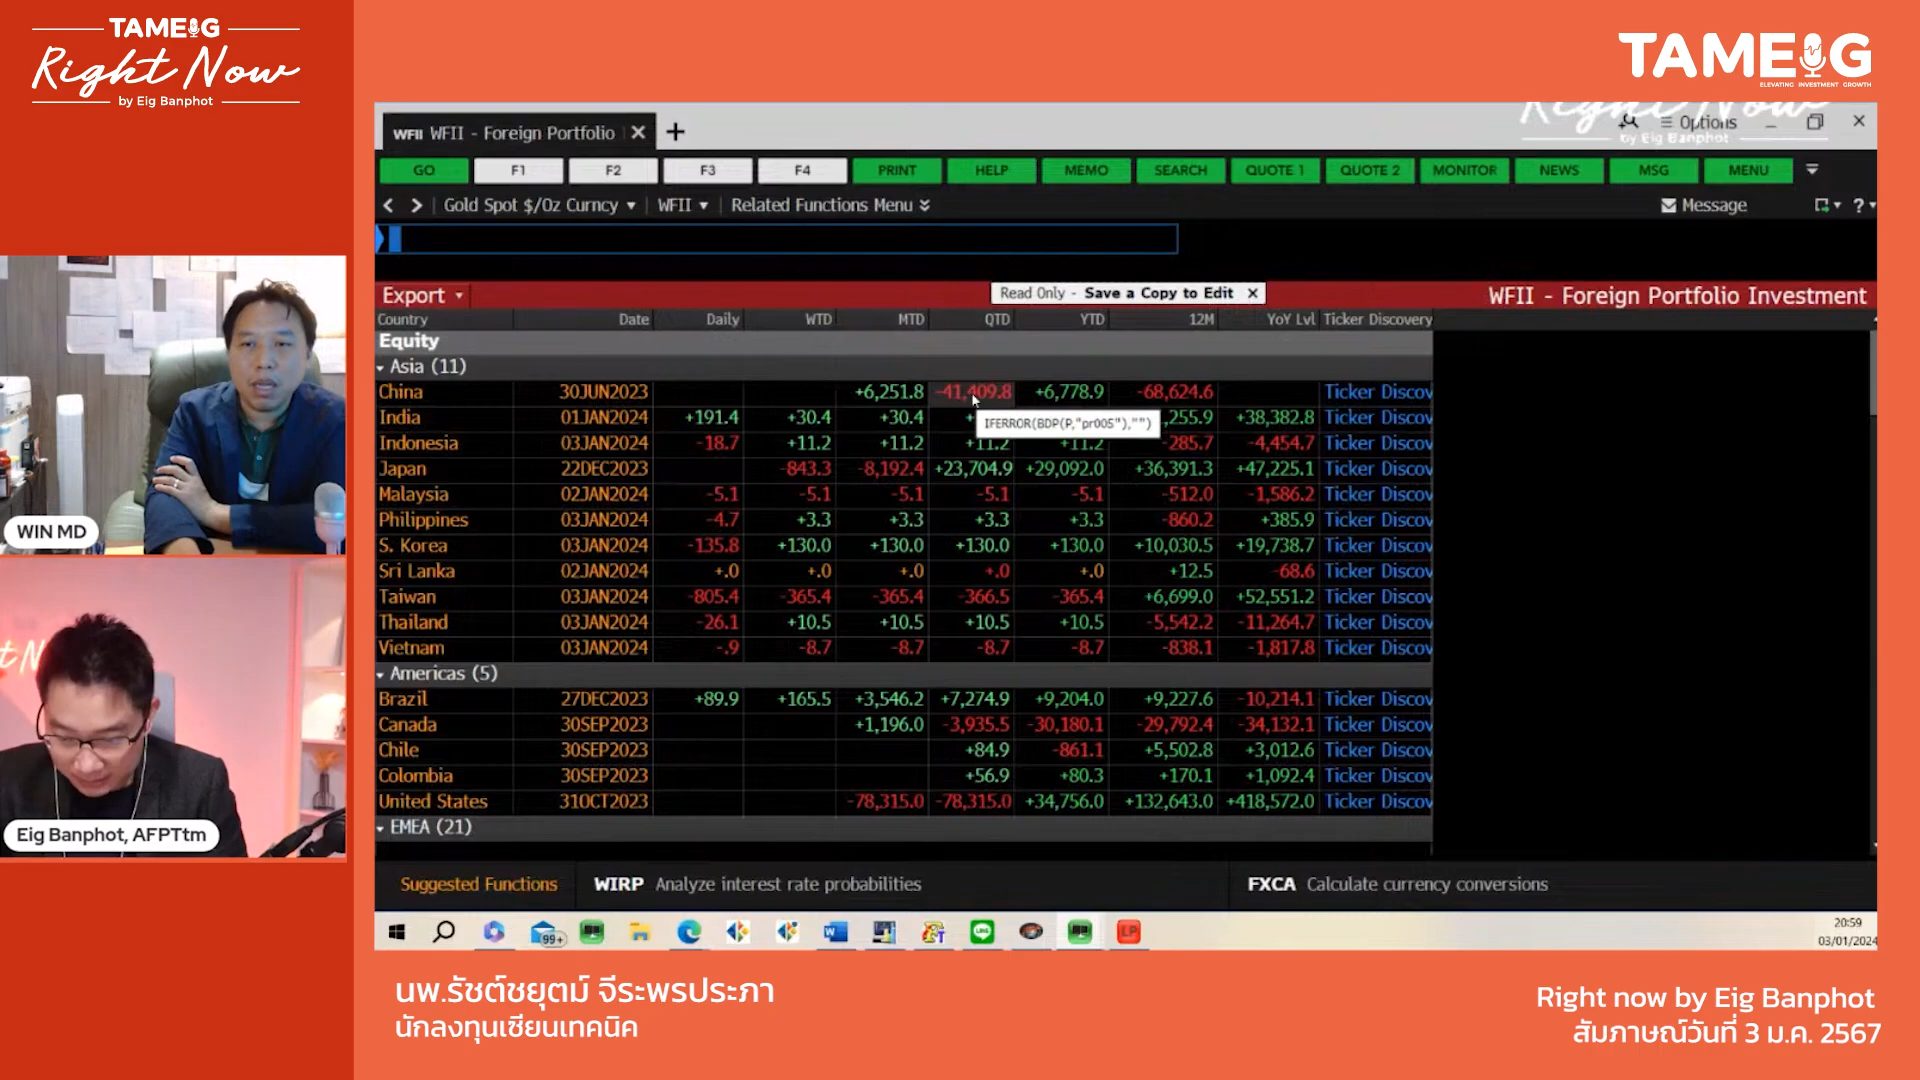 TAMEIG
Right Now
by Eig Banphot
TAMEIG
ELEVATING INVESTMENT GROWTH
WIN MD
Eig Banphot, AFPTtm
WFII WFII - Foreign Portfolio
Right Now
by Eig Banphot
Options
GO F1 F2 F3 F4 PRINT HELP MEMO SEARCH QUOTE 1 QUOTE 2 MONITOR NEWS MSG MENU
Gold Spot $/Oz Curncy WFII Related Functions Menu Message ?
Export Read Only - Save a Copy to Edit WFII - Foreign Portfolio Investment
Country Date Daily WTD MTD QTD YTD 12M YoY Lvl Ticker Discovery
Equity
Asia (11)
China 30JUN2023 +6,251.8 -41,409.8 +6,778.9 -68,624.6 Ticker Discov
India 01JAN2024 +191.4 +30.4 +30.4 ,255.9 +38,382.8 Ticker Discov
IFERROR(BDP(P,"pr005"),"")
Indonesia 03JAN2024 -18.7 +11.2 +11.2 +11.2 +11.2 -285.7 -4,454.7 Ticker Discov
Japan 22DEC2023 -843.3 -8,192.4 +23,704.9 +29,092.0 +36,391.3 +47,225.1 Ticker Discov
Malaysia 02JAN2024 -5.1 -5.1 -5.1 -5.1 -5.1 -512.0 -1,586.2 Ticker Discov
Philippines 03JAN2024 -4.7 +3.3 +3.3 +3.3 +3.3 -860.2 +385.9 Ticker Discov
S. Korea 03JAN2024 -135.8 +130.0 +130.0 +130.0 +130.0 +10,030.5 +19,738.7 Ticker Discov
Sri Lanka 02JAN2024 +.0 +.0 +.0 +.0 +.0 +12.5 -68.6 Ticker Discov
Taiwan 03JAN2024 -805.4 -365.4 -365.4 -366.5 -365.4 +6,699.0 +52,551.2 Ticker Discov
Thailand 03JAN2024 -26.1 +10.5 +10.5 +10.5 +10.5 -5,542.2 -11,264.7 Ticker Discov
Vietnam 03JAN2024 -.9 -8.7 -8.7 -8.7 -8.7 -838.1 -1,817.8 Ticker Discov
Americas (5)
Brazil 27DEC2023 +89.9 +165.5 +3,546.2 +7,274.9 +9,204.0 +9,227.6 -10,214.1 Ticker Discov
Canada 30SEP2023 +1,196.0 -3,935.5 -30,180.1 -29,792.4 -34,132.1 Ticker Discov
Chile 30SEP2023 +84.9 -861.1 +5,502.8 +3,012.6 Ticker Discov
Colombia 30SEP2023 +56.9 +80.3 +170.1 +1,092.4 Ticker Discov
United States 31OCT2023 -78,315.0 -78,315.0 +34,756.0 +132,643.0 +418,572.0 Ticker Discov
EMEA (21)
Suggested Functions WIRP Analyze interest rate probabilities FXCA Calculate currency conversions
99+
20:59
03/01/2024
นพ.รัชต์ชยุตม์ จีระพรประภา
นักลงทุนเซียนเทคนิค
Right now by Eig Banphot
สัมภาษณ์วันที่ 3 ม.ค. 2567